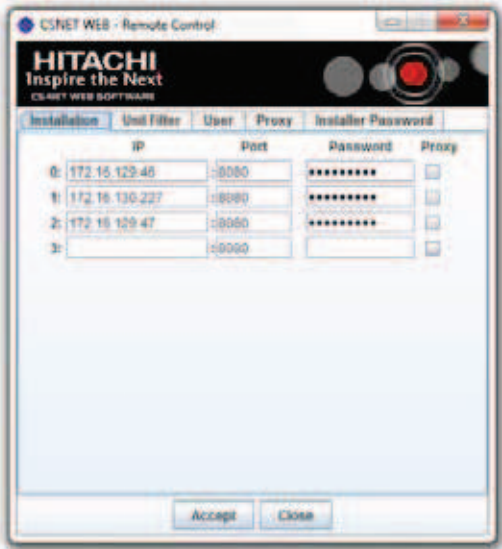 CSNET WEB - Remote Control
HITACHI
Inspire the Next
CS-NET WEB SOFTWARE
Installation Unit Filter User Proxy Installer Password
IP Port Password Proxy
0: 172.16.129.46 : 8080 •••••••••
1: 172.16.130.227 : 8080 •••••••••
2: 172.16.129.47 : 8080 •••••••••
3: : 8080
Accept Close